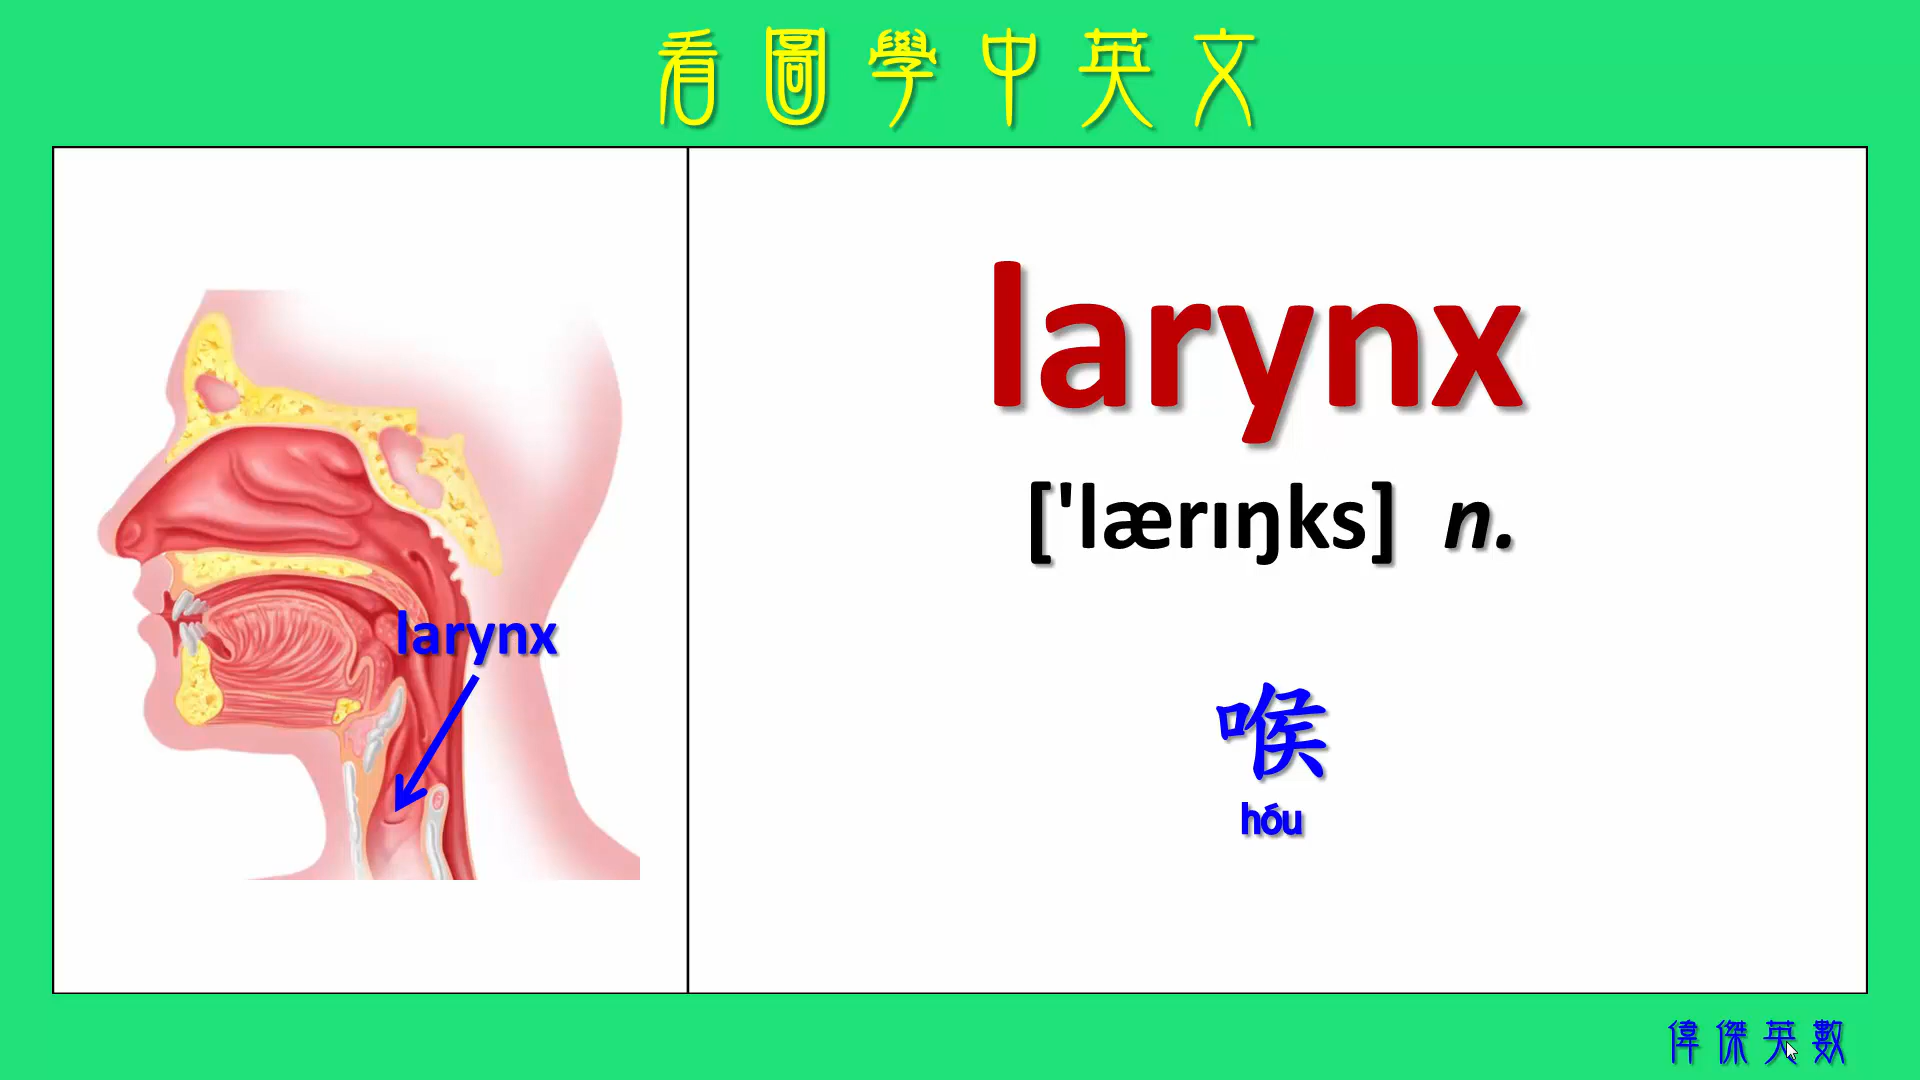 看圖學中英文
larynx
larynx
['lærɪŋks] n.
喉
hóu
偉傑英數